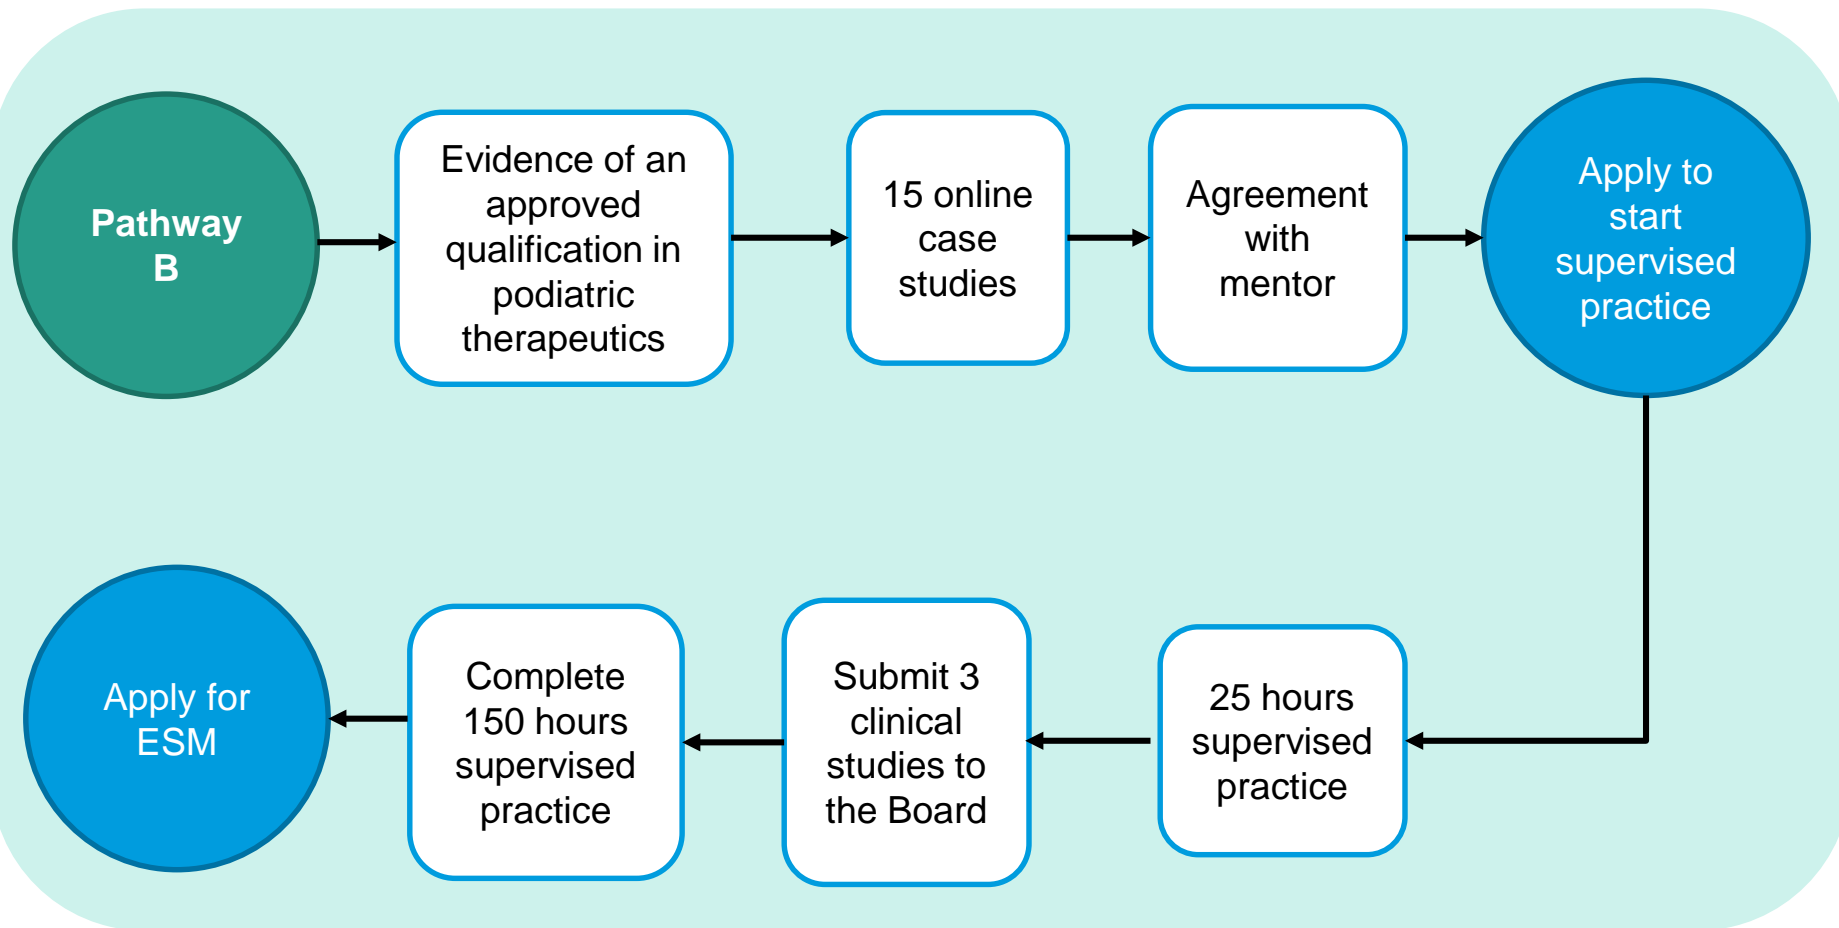 Pathway
B
Evidence of an
approved
qualification in
podiatric
therapeutics
15 online
case
studies
Agreement
with
mentor
Apply to
start
supervised
practice
25 hours
supervised
practice
Submit 3
clinical
studies to
the Board
Complete
150 hours
supervised
practice
Apply for
ESM